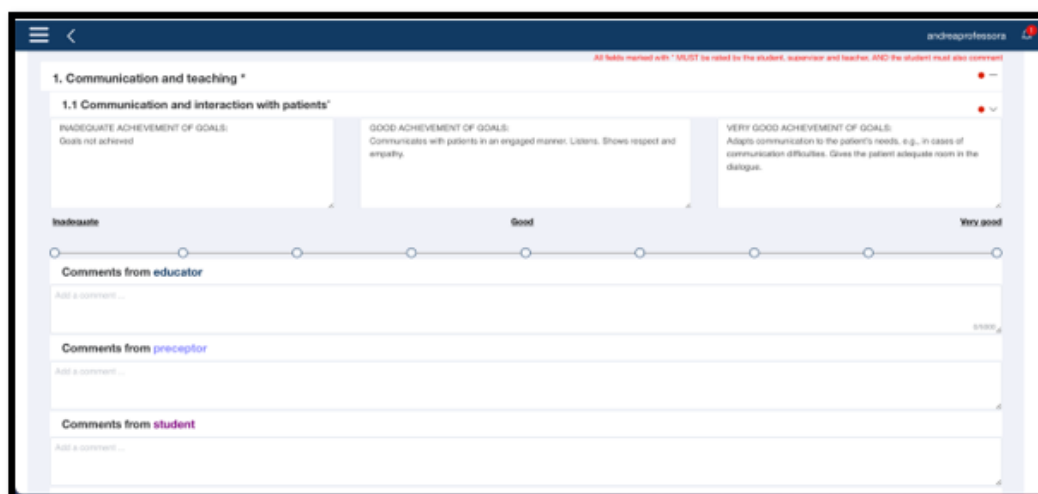 andreaprofessora
1
All fields marked with * MUST be rated by the student, supervisor and teacher, AND the student must also comment
1. Communication and teaching *
1.1 Communication and interaction with patients*
INADEQUATE ACHIEVEMENT OF GOALS:
Goals not achieved
GOOD ACHIEVEMENT OF GOALS:
Communicates with patients in an engaged manner. Listens. Shows respect and
empathy.
VERY GOOD ACHIEVEMENT OF GOALS:
Adapts communication to the patient's needs, e.g., in cases of
communication difficulties. Gives the patient adequate room in the
dialogue.
Inadequate
Good
Very good
Comments from educator
Add a comment ...
0/5000
Comments from preceptor
Add a comment ...
Comments from student
Add a comment ...